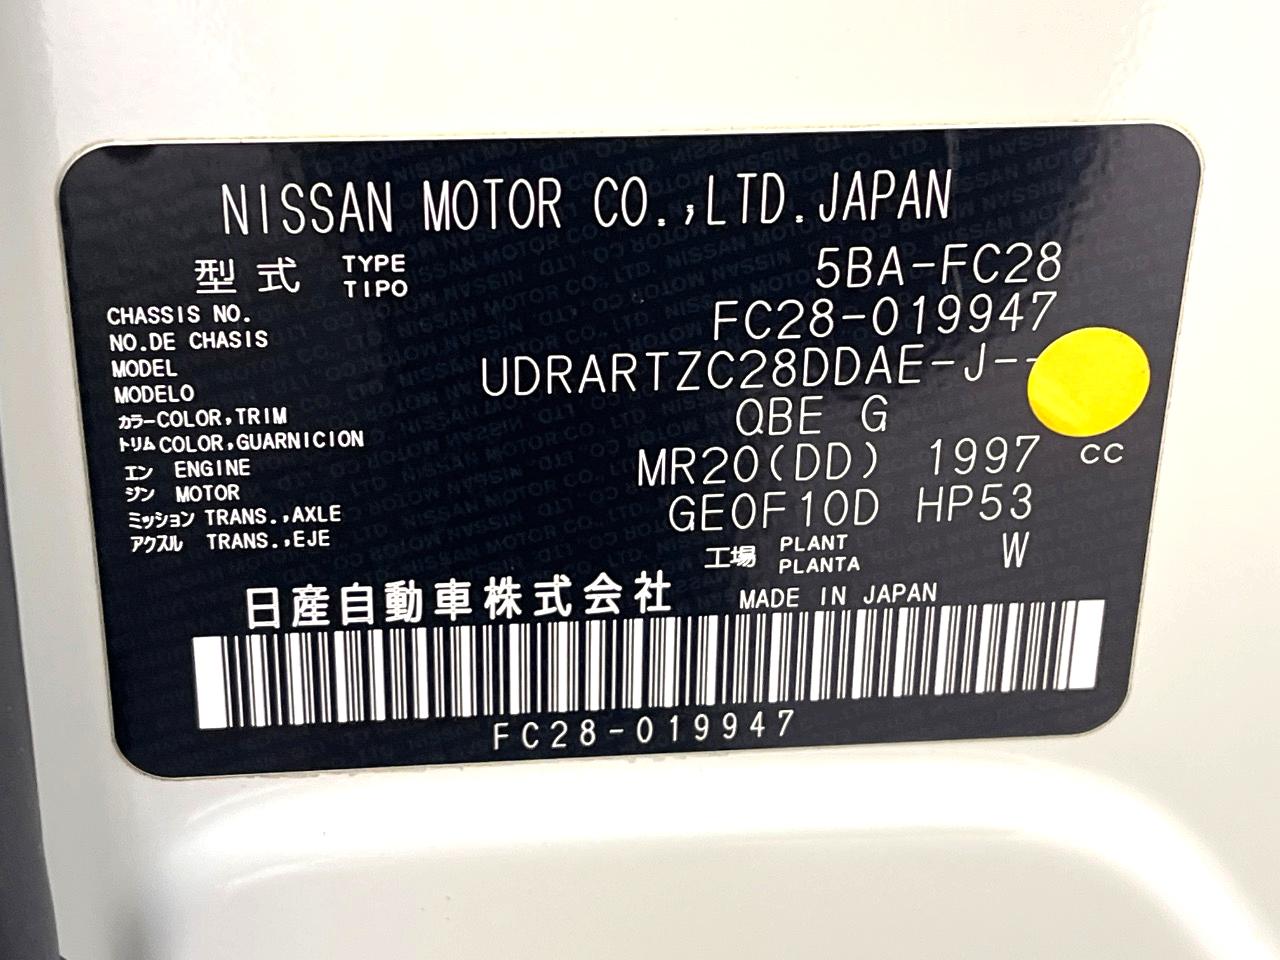 NISSAN MOTOR CO.,LTD.JAPAN
型式 TYPE TIPO 5BA-FC28
CHASSIS NO. FC28-019947
NO.DE CHASIS
MODEL UDRARTZC28DDAE-J--
MODELO
カラー COLOR,TRIM QBE G
トリム COLOR,GUARNICION
エン ENGINE MR20(DD) 1997 CC
ジン MOTOR
ミッション TRANS.,AXLE GE0F10D HP53
アクスル TRANS.,EJE
工場 PLANT PLANTA W
日産自動車株式会社 MADE IN JAPAN
FC28-019947